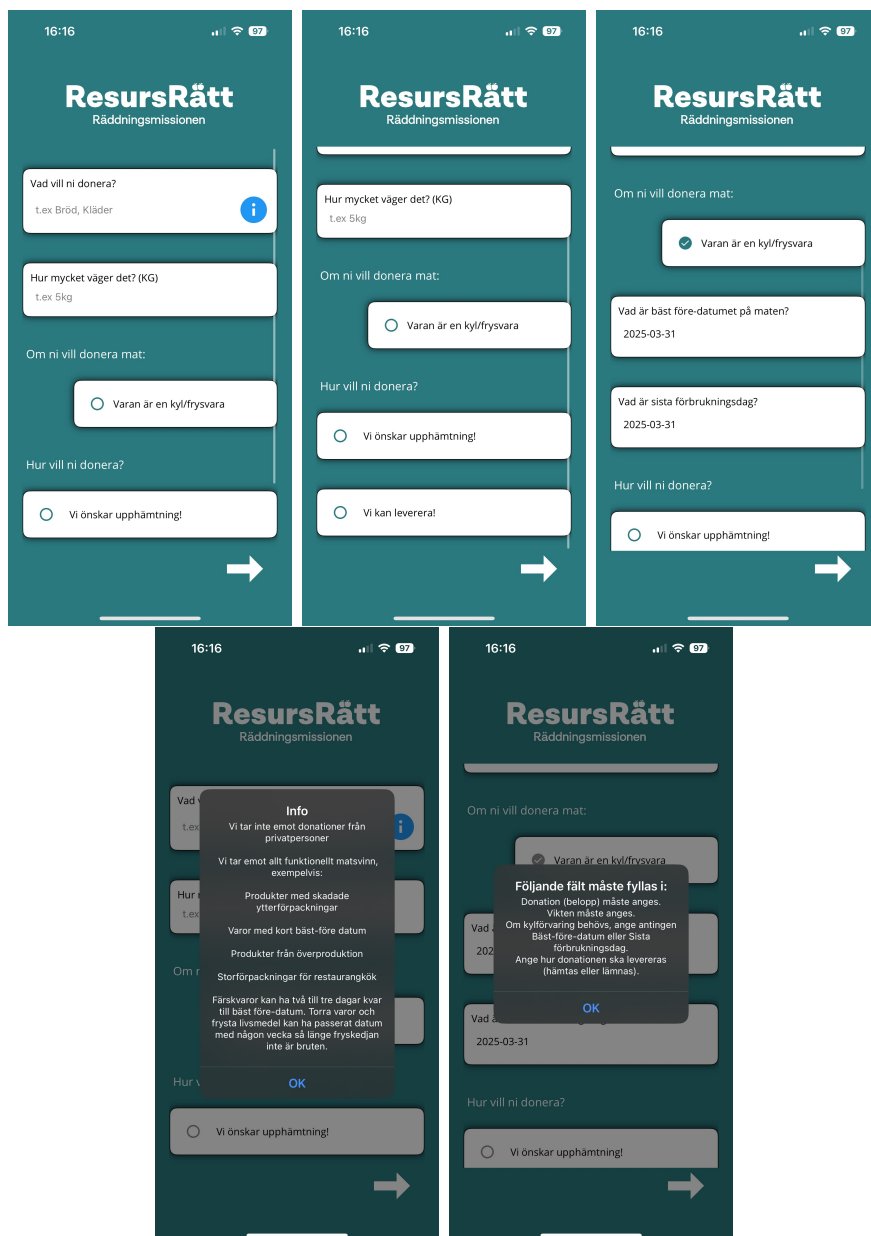 16:16
97
ResursRätt
Räddningsmissionen
Vad vill ni donera?
t.ex Bröd, Kläder
i
Hur mycket väger det? (KG)
t.ex 5kg
Om ni vill donera mat:
Varan är en kyl/frysvara
Hur vill ni donera?
Vi önskar upphämtning!
16:16
97
ResursRätt
Räddningsmissionen
Hur mycket väger det? (KG)
t.ex 5kg
Om ni vill donera mat:
Varan är en kyl/frysvara
Hur vill ni donera?
Vi önskar upphämtning!
Vi kan leverera!
16:16
97
ResursRätt
Räddningsmissionen
Om ni vill donera mat:
Varan är en kyl/frysvara
Vad är bäst före-datumet på maten?
2025-03-31
Vad är sista förbrukningsdag?
2025-03-31
Hur vill ni donera?
Vi önskar upphämtning!
16:16
97
ResursRätt
Räddningsmissionen
Vad v
t.ex
i
Hur r
t.ex
Om r
Hur v
Info
Vi tar inte emot donationer från
privatpersoner
Vi tar emot allt funktionellt matsvinn,
exempelvis:
Produkter med skadade
ytterförpackningar
Varor med kort bäst-före datum
Produkter från överproduktion
Storförpackningar för restaurangkök
Färskvaror kan ha två till tre dagar kvar
till bäst före-datum. Torra varor och
frysta livsmedel kan ha passerat datum
med någon vecka så länge fryskedjan
inte är bruten.
OK
Vi önskar upphämtning!
16:16
97
ResursRätt
Räddningsmissionen
Om ni vill donera mat:
Varan är en kyl/frysvara
Vad
202
Följande fält måste fyllas i:
Donation (belopp) måste anges.
Vikten måste anges.
Om kylförvaring behövs, ange antingen
Bäst-före-datum eller Sista
förbrukningsdag.
Ange hur donationen ska levereras
(hämtas eller lämnas).
OK
Vad ä
2025-03-31
Hur vill ni donera?
Vi önskar upphämtning!